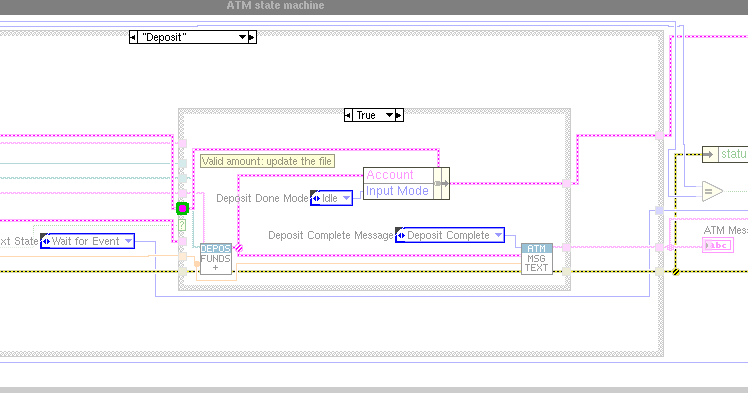 ATM state machine
"Deposit"
True
Valid amount: update the file
Account
Input Mode
Deposit Done Mode
Idle
statu
Deposit Complete Message
Deposit Complete
ATM Mess
abc
xt State
Wait for Event
DEPOS
FUNDS
+
ATM
MSG
TEXT
?